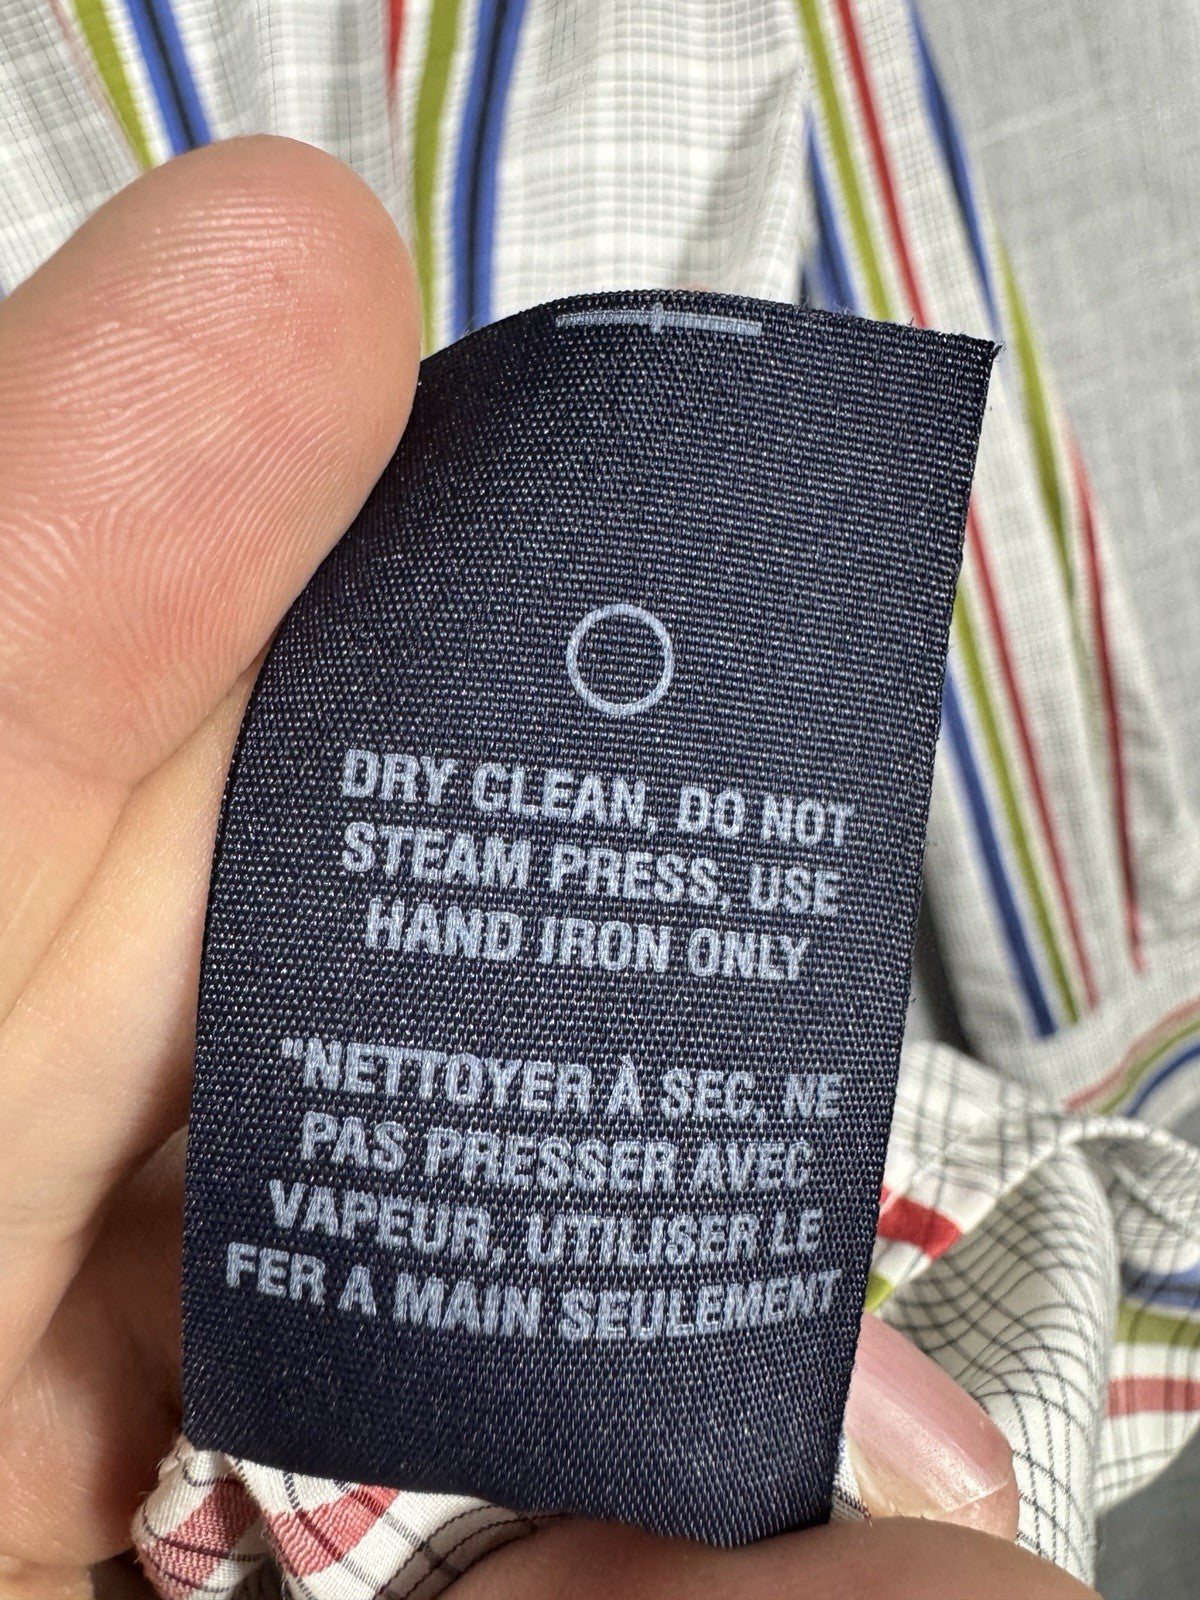 DRY CLEAN, DO NOT
STEAM PRESS, USE
HAND IRON ONLY
"NETTOYER À SEC, NE
PAS PRESSER AVEC
VAPEUR, UTILISER LE
FER A MAIN SEULEMENT